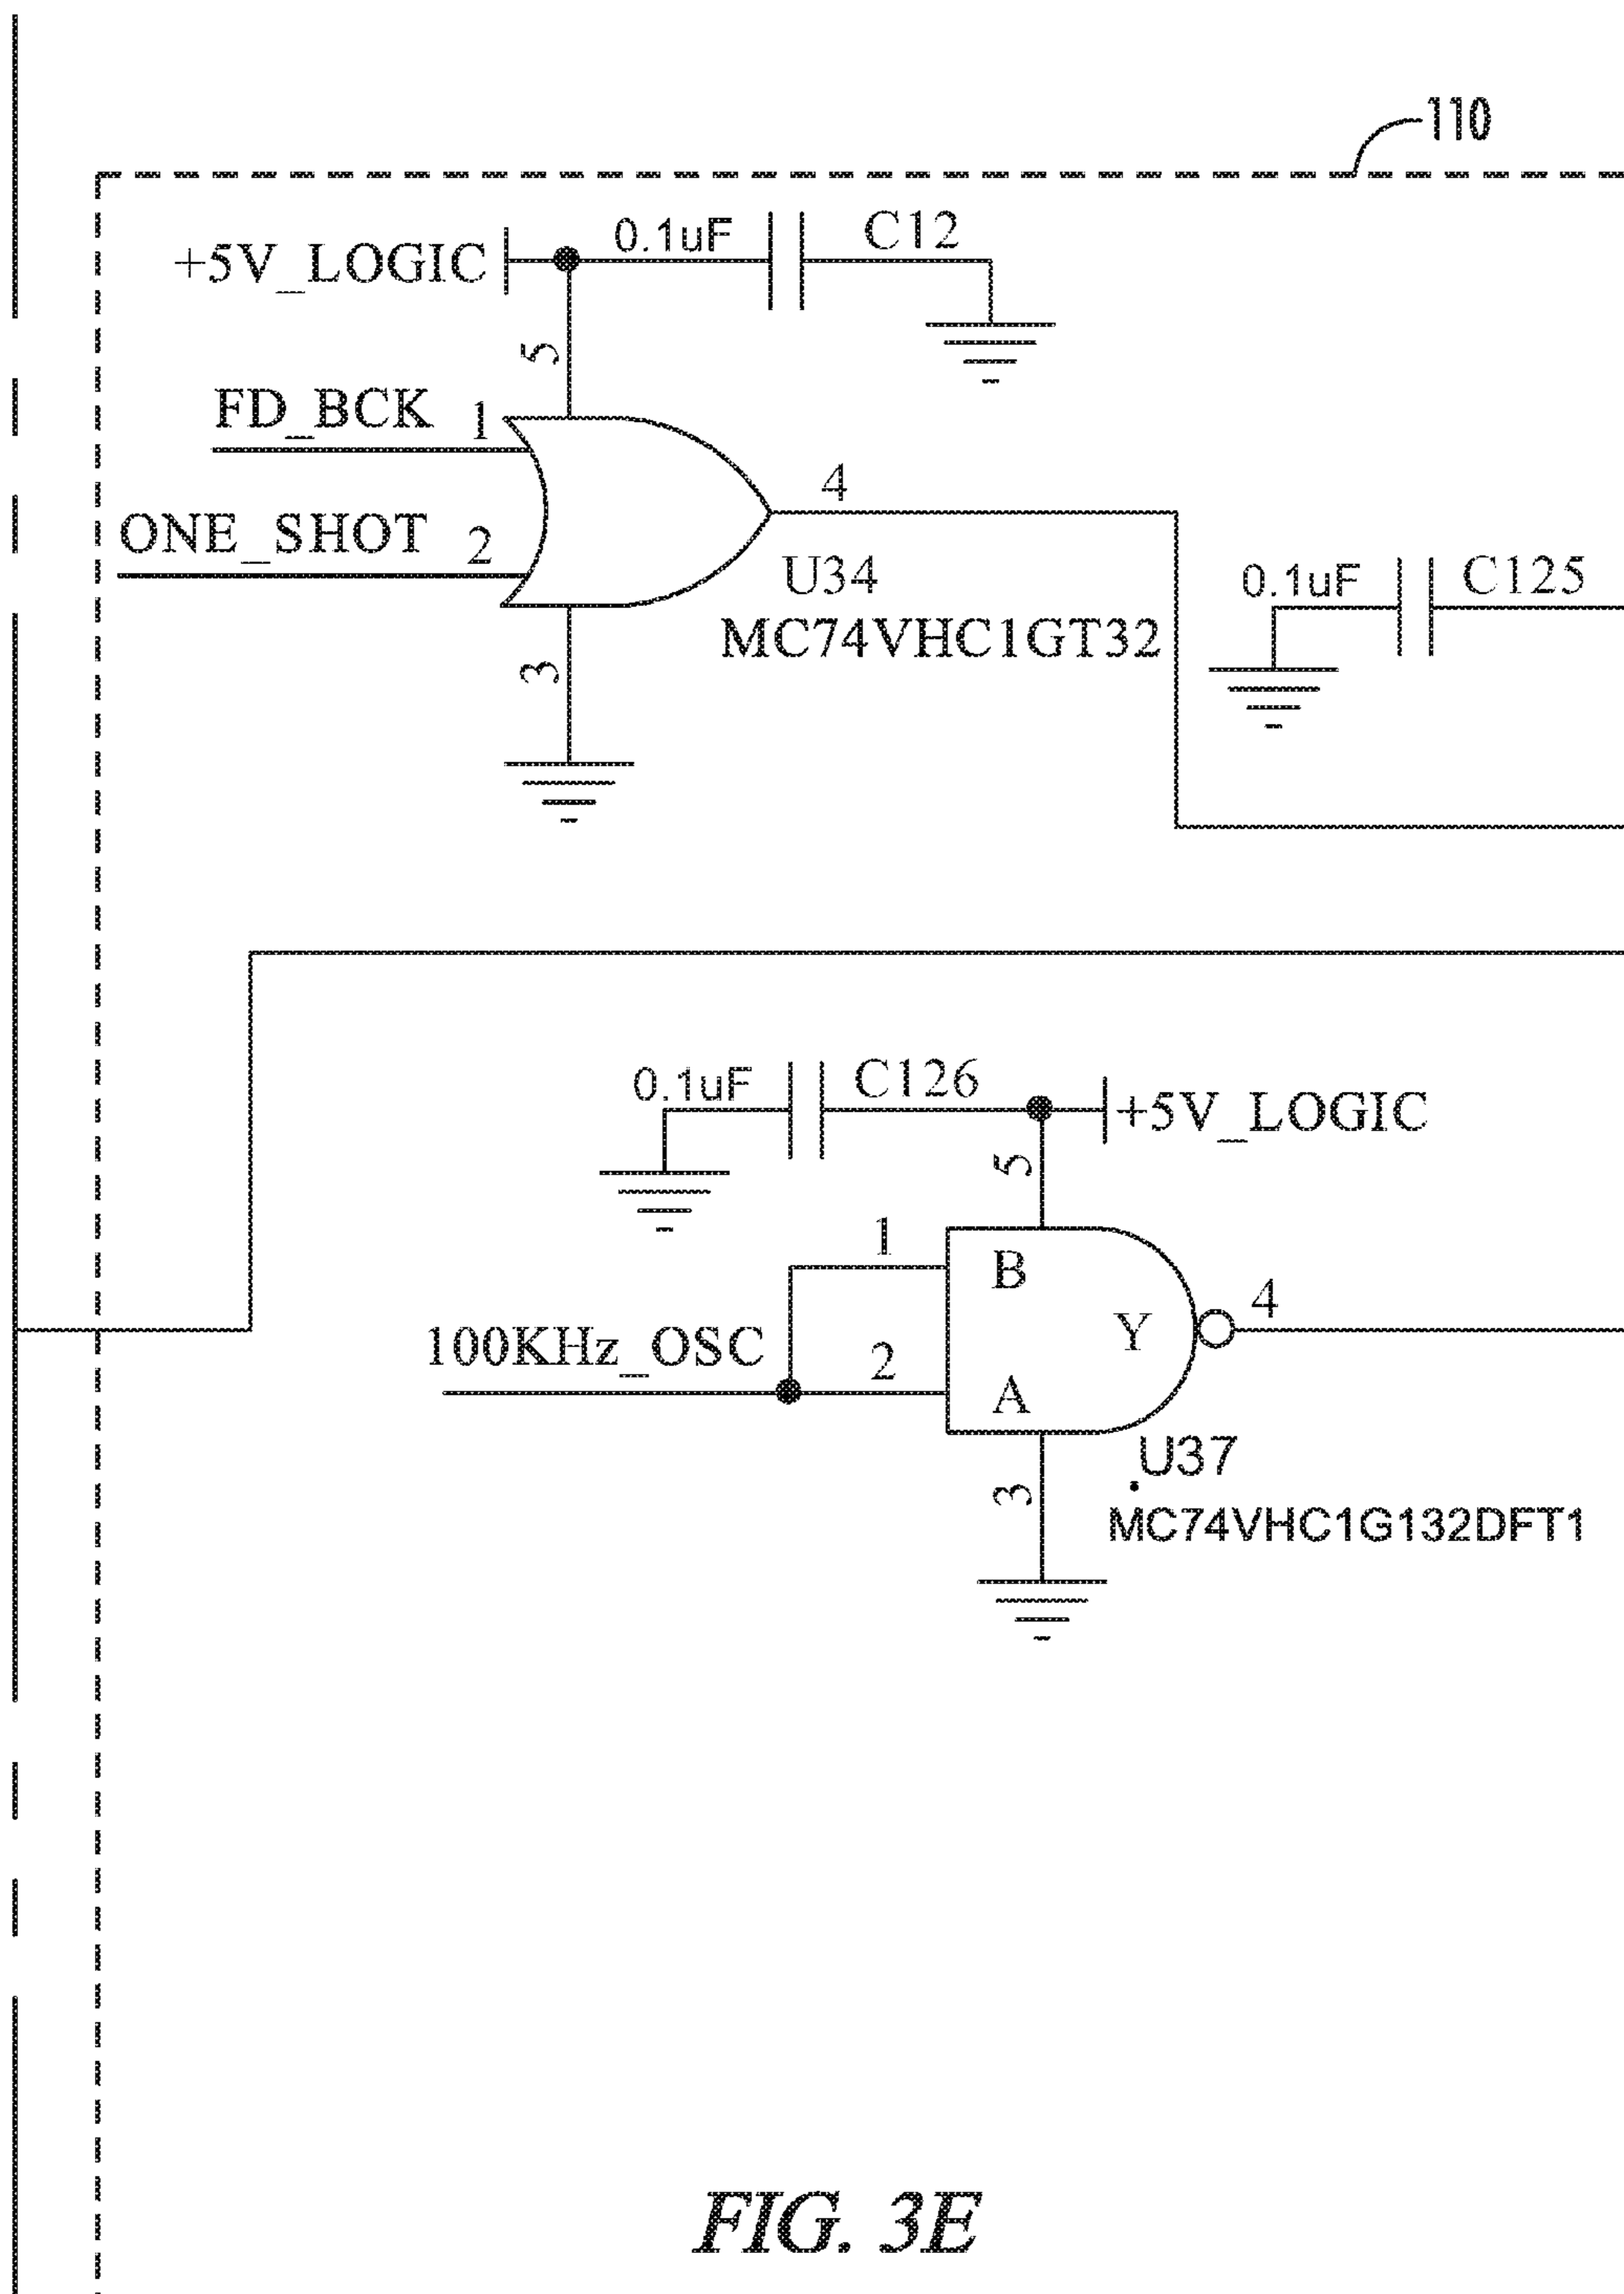 110
+5V_LOGIC
0.1uF
C12
5
FD_BCK
1
ONE_SHOT
2
4
U34
MC74VHC1GT32
3
0.1uF
C125
0.1uF
C126
+5V_LOGIC
5
1
B
100KHz_OSC
2
A
Y
4
U37
MC74VHC1G132DFT1
3
FIG. 3E